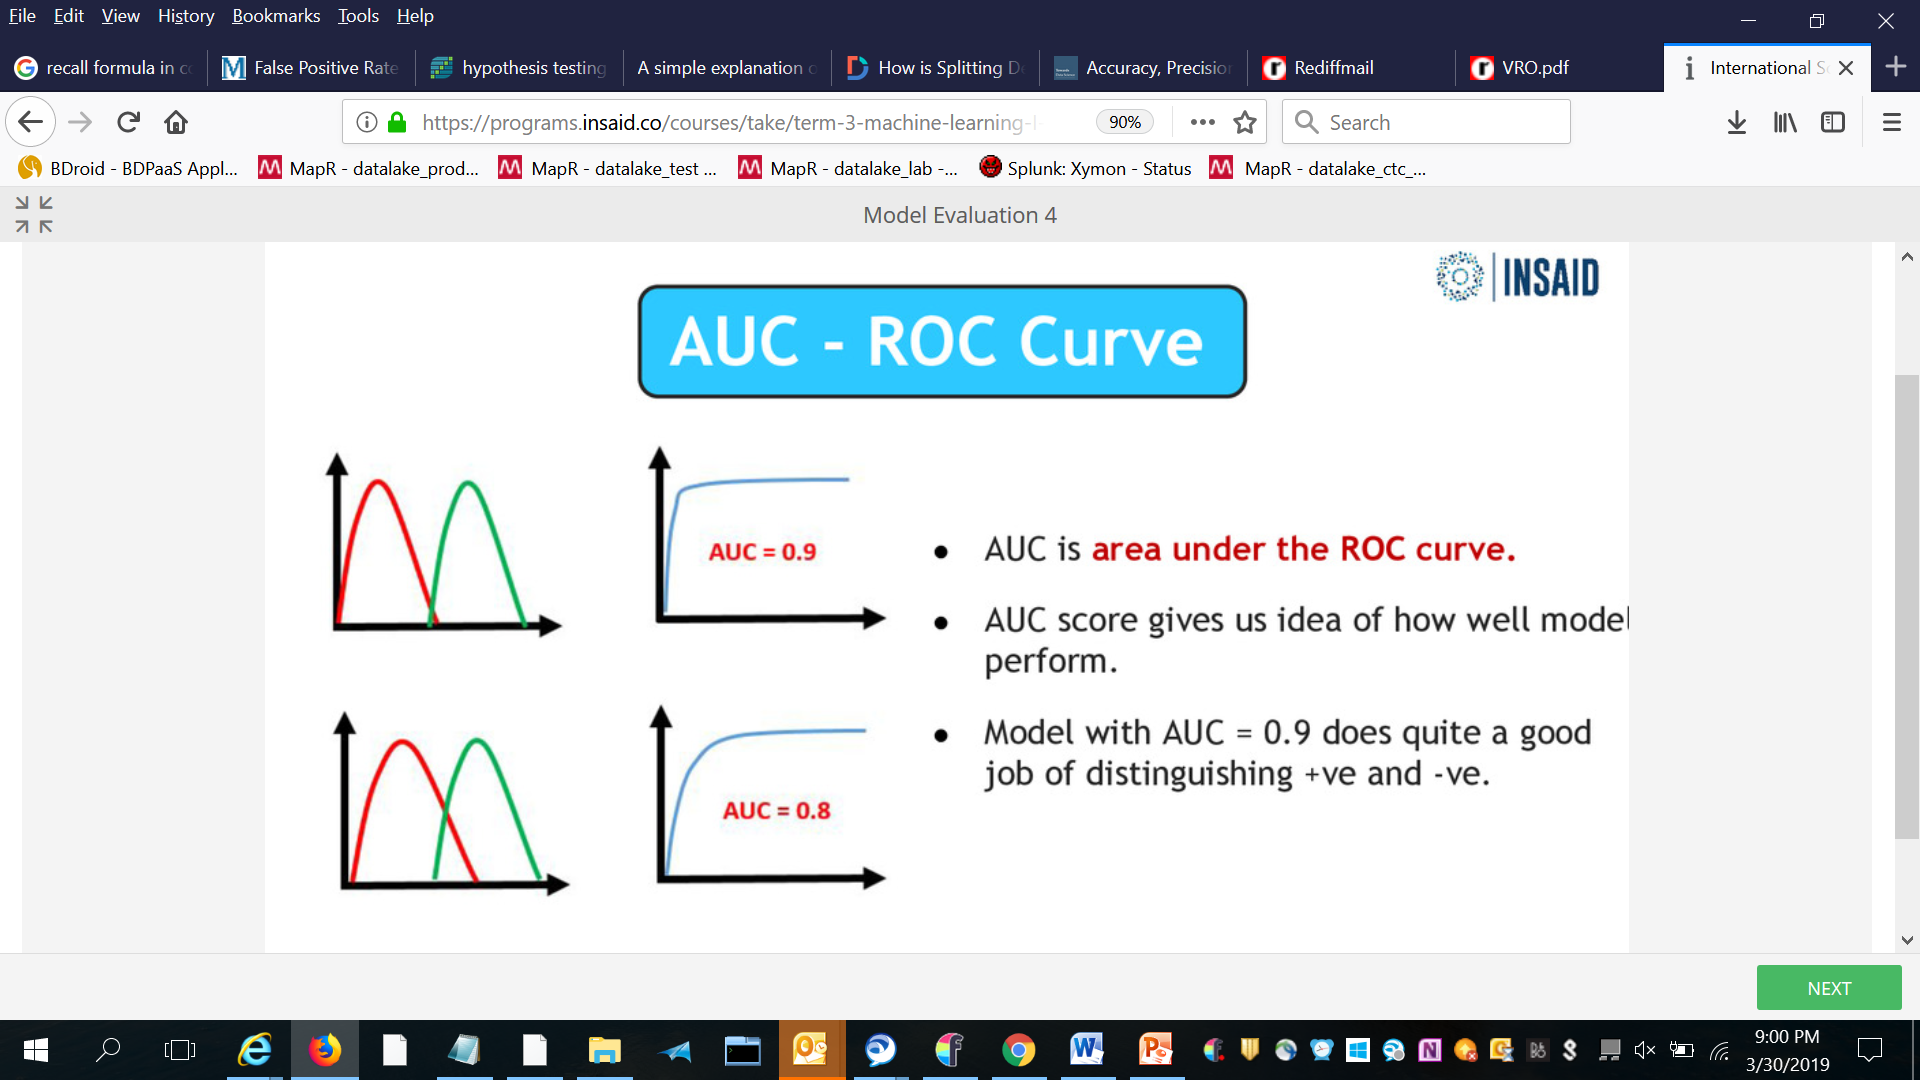 File Edit View History Bookmarks Tools Help
recall formula in co
False Positive Rate
hypothesis testing
A simple explanation o
How is Splitting De
Accuracy, Precision
Rediffmail
VRO.pdf
International S
https://programs.insaid.co/courses/take/term-3-machine-learning-l
90%
Search
BDroid - BDPaaS Appl...
MapR - datalake_prod...
MapR - datalake_test ...
MapR - datalake_lab -...
Splunk: Xymon - Status
MapR - datalake_ctc_...
Model Evaluation 4
INSAID
AUC - ROC Curve
AUC = 0.9
AUC = 0.8
• AUC is area under the ROC curve.
• AUC score gives us idea of how well model
perform.
• Model with AUC = 0.9 does quite a good
job of distinguishing +ve and -ve.
NEXT
9:00 PM
3/30/2019